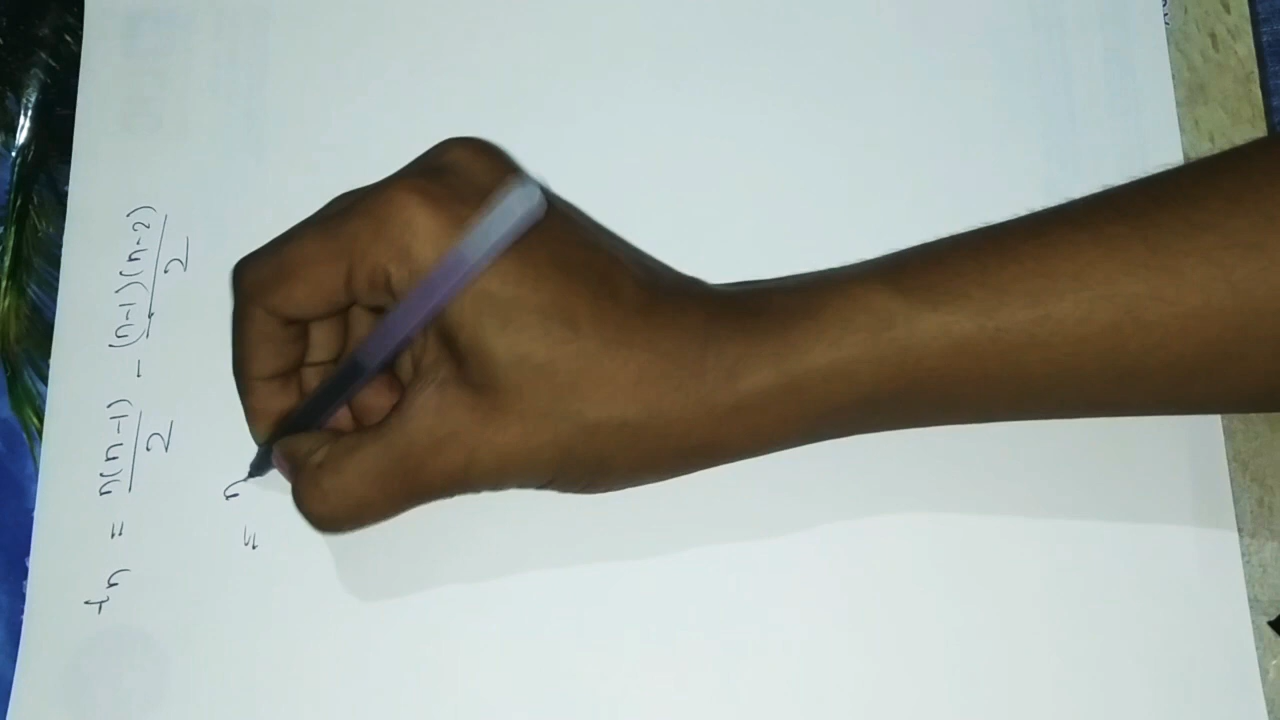 tn = n(n-1)/2 - (n-1)(n-2)/2
= n